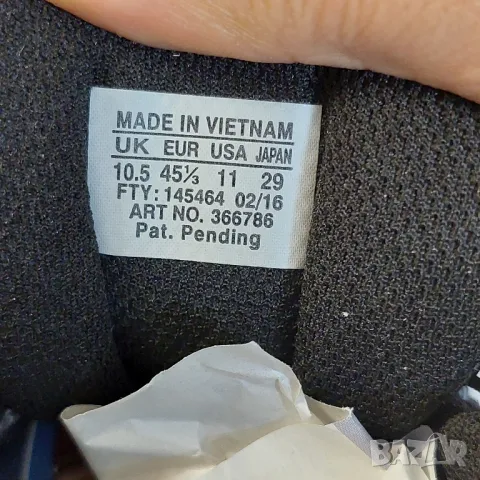 MADE IN VIETNAM
UK EUR USA JAPAN
10.5 45⅓ 11 29
FTY: 145464 02/16
ART NO. 366786
Pat. Pending
BAZAR